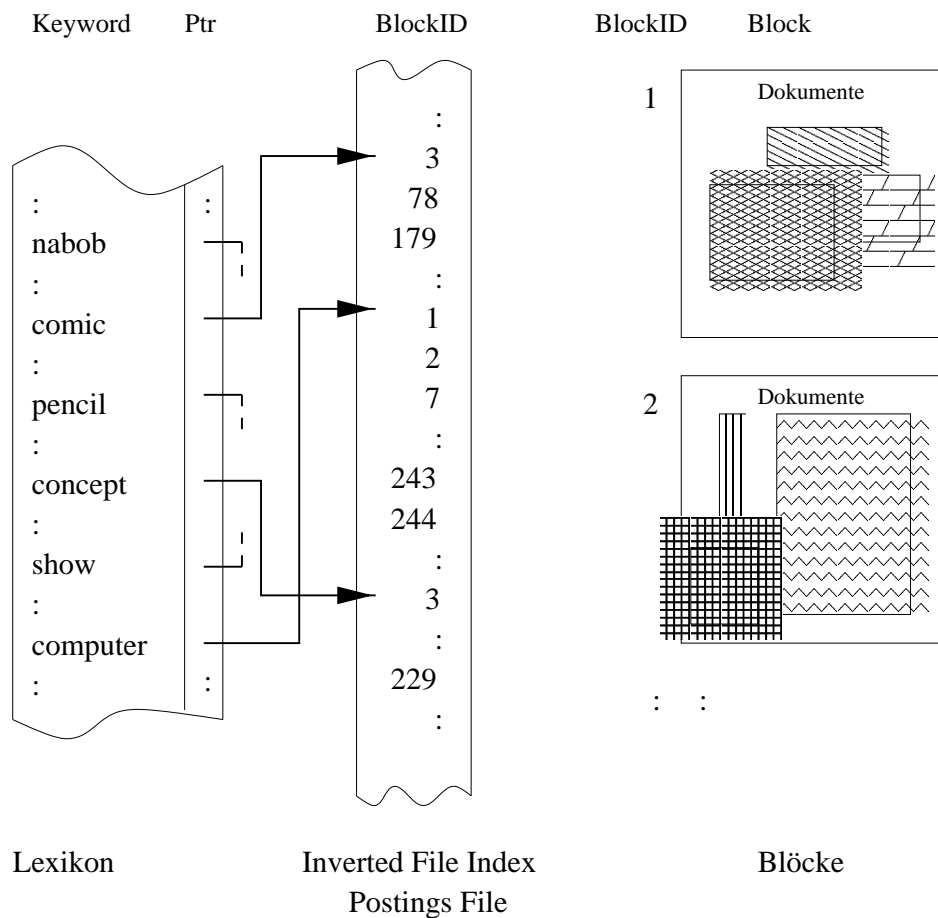 Keyword Ptr BlockID BlockID Block
1 Dokumente
:
3
: : 78
nabob 179
: :
comic 1
: 2
pencil 7 2 Dokumente
: :
concept 243
: 244
show :
: 3
computer :
: : 229 : :
:
Lexikon Inverted File Index Blöcke
Postings File